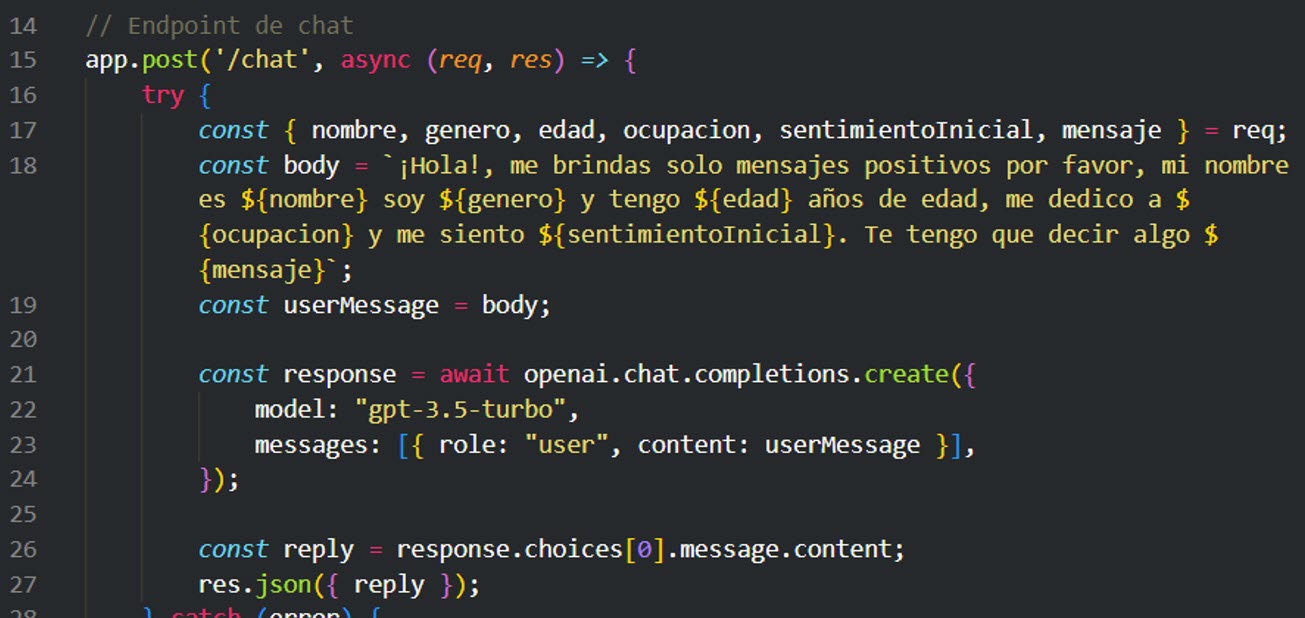 14 // Endpoint de chat
15 app.post('/chat', async (req, res) => {
16 try {
17 const { nombre, genero, edad, ocupacion, sentimientoInicial, mensaje } = req;
18 const body = `¡Hola!, me brindas solo mensajes positivos por favor, mi nombre
es ${nombre} soy ${genero} y tengo ${edad} años de edad, me dedico a $
{ocupacion} y me siento ${sentimientoInicial}. Te tengo que decir algo $
{mensaje}`;
19 const userMessage = body;
20
21 const response = await openai.chat.completions.create({
22 model: "gpt-3.5-turbo",
23 messages: [{ role: "user", content: userMessage }],
24 });
25
26 const reply = response.choices[0].message.content;
27 res.json({ reply });
28 } catch (error) {